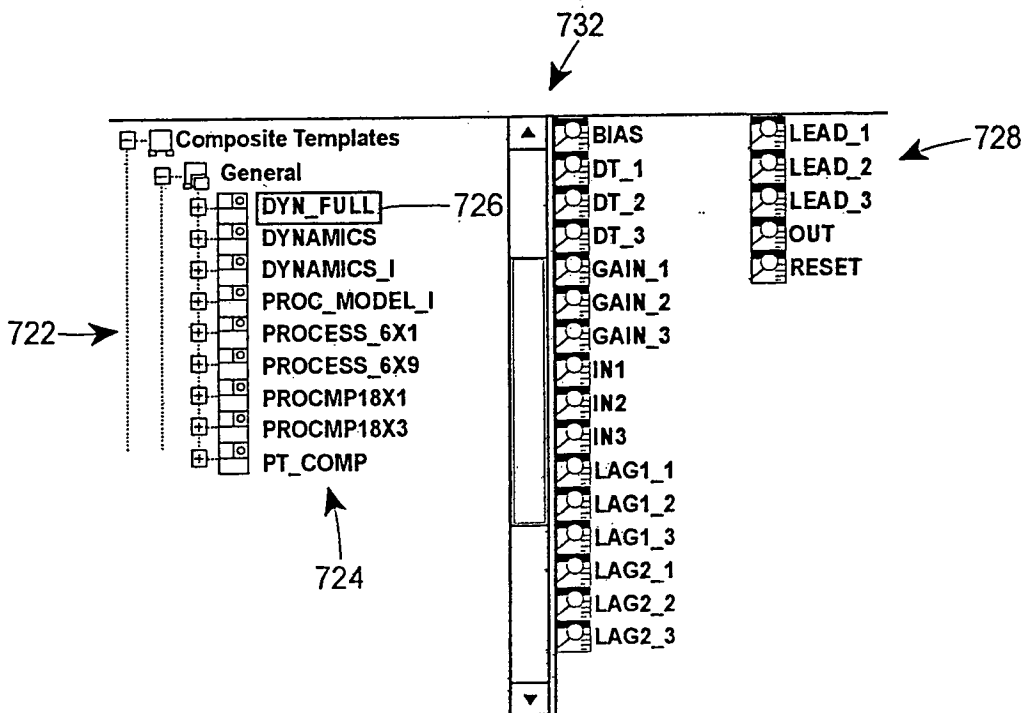 732
Composite Templates
General
DYN_FULL
726
DYNAMICS
DYNAMICS_I
PROC_MODEL_I
PROCESS_6X1
PROCESS_6X9
PROCMP18X1
PROCMP18X3
PT_COMP
722
724
BIAS
DT_1
DT_2
DT_3
GAIN_1
GAIN_2
GAIN_3
IN1
IN2
IN3
LAG1_1
LAG1_2
LAG1_3
LAG2_1
LAG2_2
LAG2_3
LEAD_1
LEAD_2
LEAD_3
OUT
RESET
728